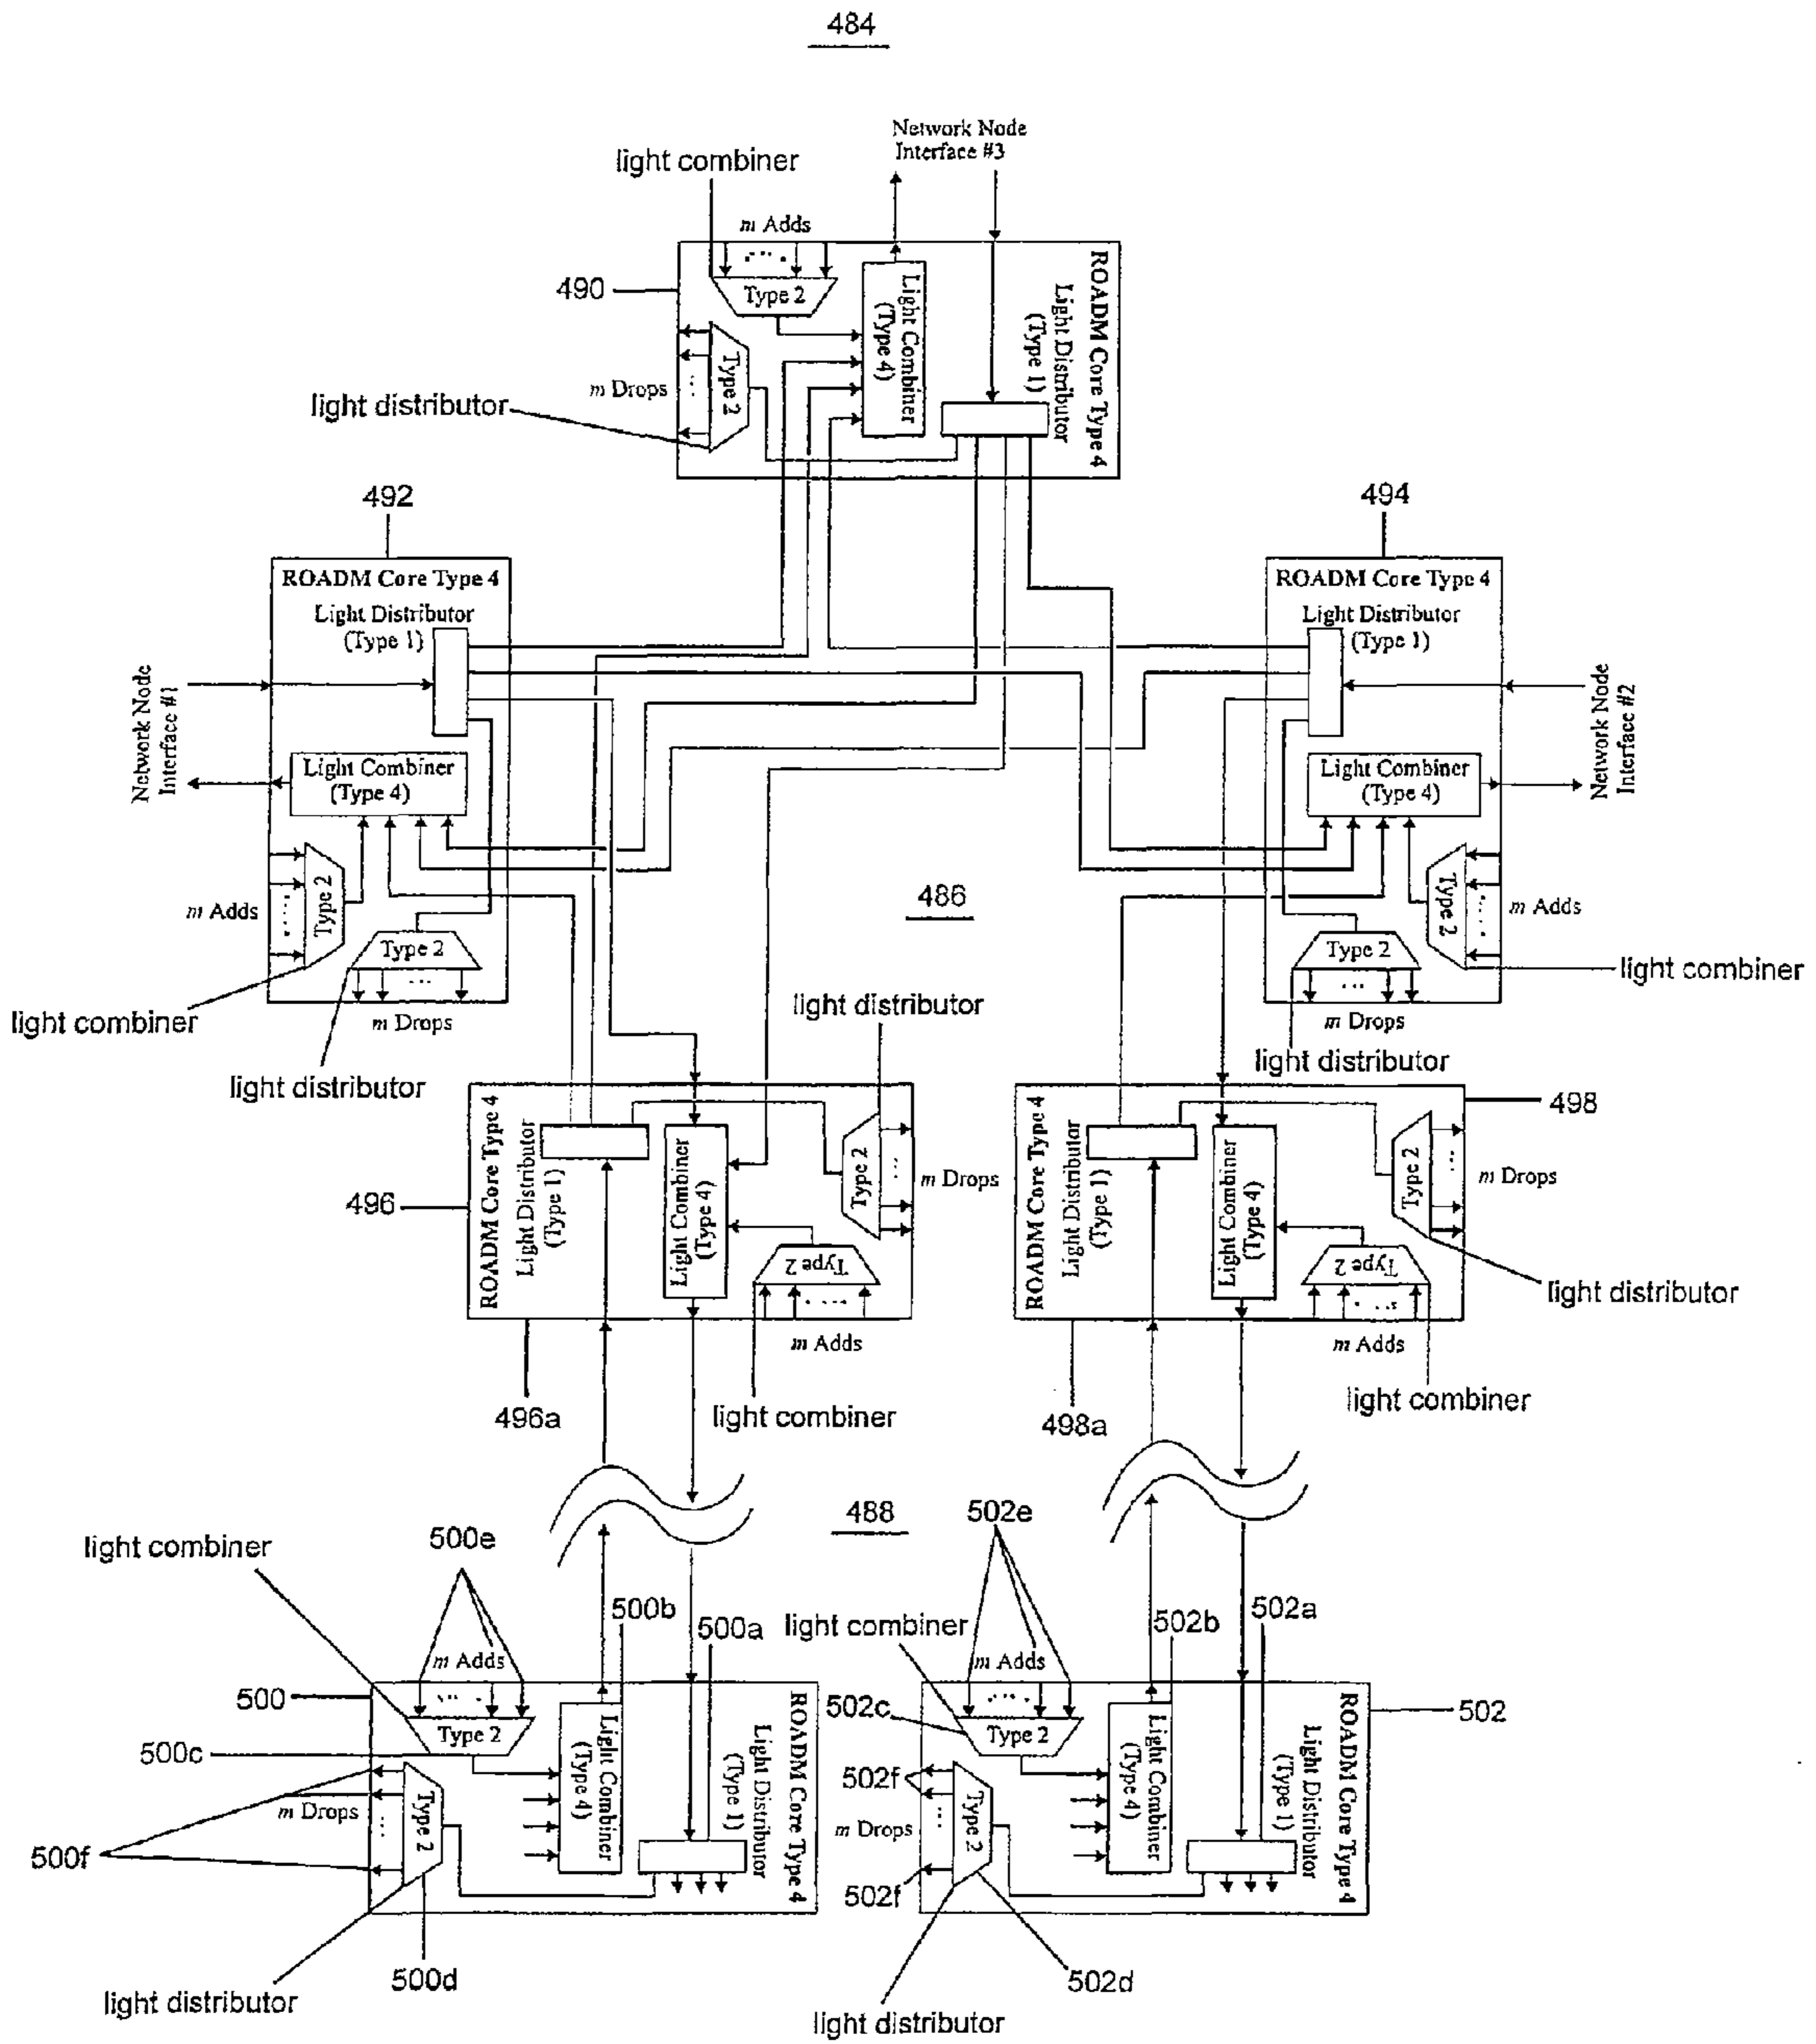 484
Network Node
Interface #3
light combiner
m Adds
490
Type 2
Light Combiner
(Type 4)
Light Distributor
(Type 1)
ROADM Core Type 4
Type 2
m Drops
light distributor
492
ROADM Core Type 4
Light Distributor
(Type 1)
Network Node
Interface #1
Light Combiner
(Type 4)
m Adds
Type 2
Type 2
m Drops
light combiner
light distributor
494
ROADM Core Type 4
Light Distributor
(Type 1)
Network Node
Interface #2
Light Combiner
(Type 4)
Type 2
m Adds
Type 2
m Drops
light combiner
light distributor
486
light distributor
496
ROADM Core Type 4
Light Distributor
(Type 1)
Light Combiner
(Type 4)
Type 2
m Drops
Type 2
m Adds
496a
light combiner
498
ROADM Core Type 4
Light Distributor
(Type 1)
Light Combiner
(Type 4)
Type 2
m Drops
Type 2
m Adds
light distributor
498a
light combiner
488
light combiner
500e
500b
500a
m Adds
500
Type 2
500c
Light Combiner
(Type 4)
Light Distributor
(Type 1)
ROADM Core Type 4
Type 2
m Drops
500f
500d
light distributor
502e
light combiner
502b
502a
m Adds
502
502c
Type 2
Light Combiner
(Type 4)
Light Distributor
(Type 1)
ROADM Core Type 4
502f
Type 2
m Drops
502f
502d
light distributor